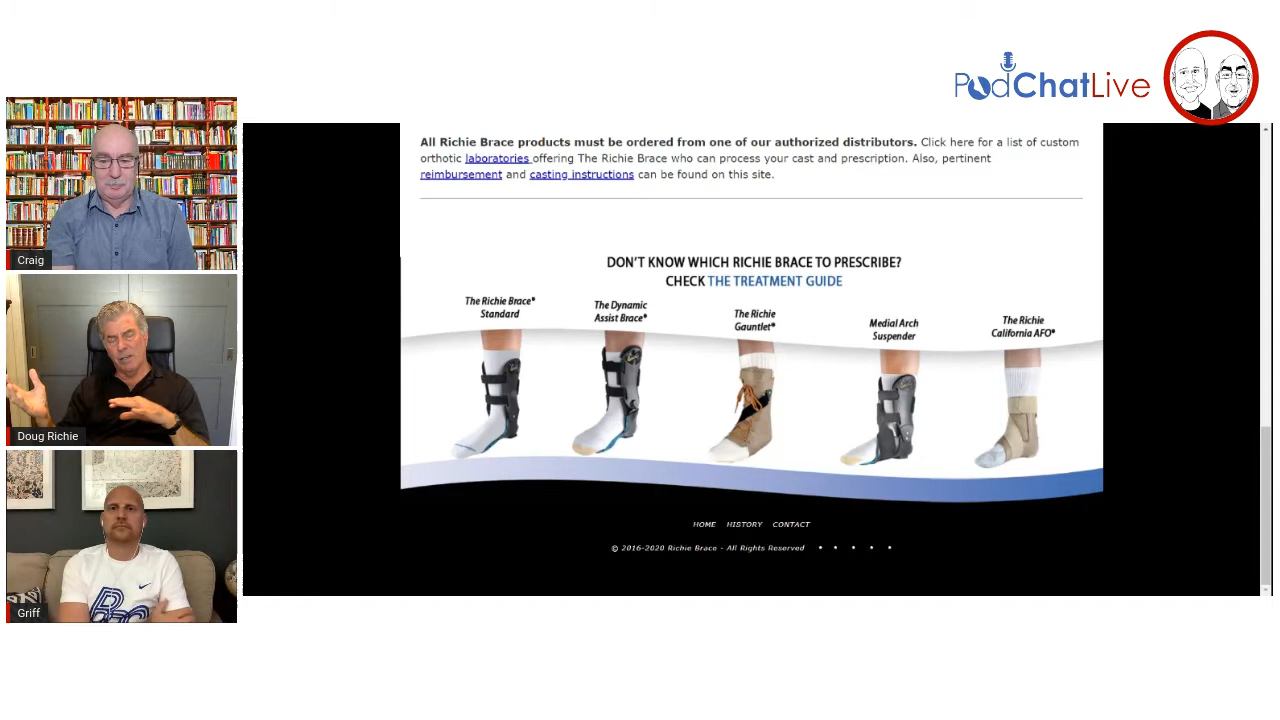 PodChatLive
Craig
Doug Richie
Griff
All Richie Brace products must be ordered from one of our authorized distributors. Click here for a list of custom
orthotic laboratories offering The Richie Brace who can process your cast and prescription. Also, pertinent
reimbursement and casting instructions can be found on this site.
DON'T KNOW WHICH RICHIE BRACE TO PRESCRIBE?
CHECK THE TREATMENT GUIDE
The Richie Brace®
Standard
The Dynamic
Assist Brace®
The Richie
Gauntlet®
Medial Arch
Suspender
The Richie
California AFO®
HOME HISTORY CONTACT
© 2016-2020 Richie Brace - All Rights Reserved • • • • •